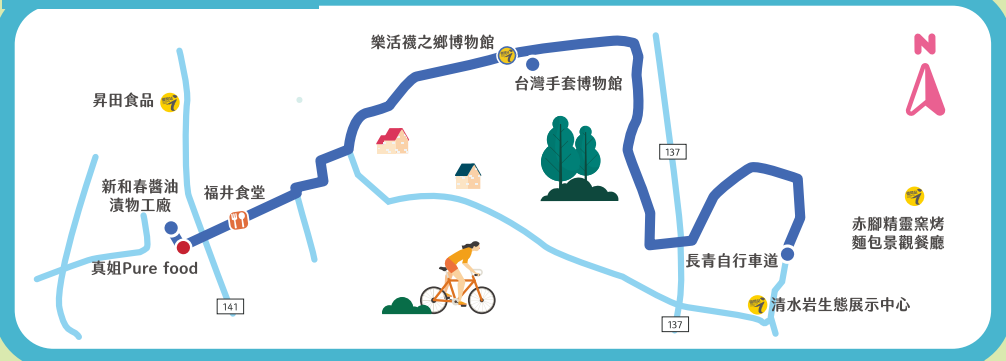 樂活襪之鄉博物館
N
台灣手套博物館
昇田食品
137
新和春醬油
漬物工廠
福井食堂
赤腳精靈窯烤
麵包景觀餐廳
真姐Pure food
長青自行車道
141
清水岩生態展示中心
137